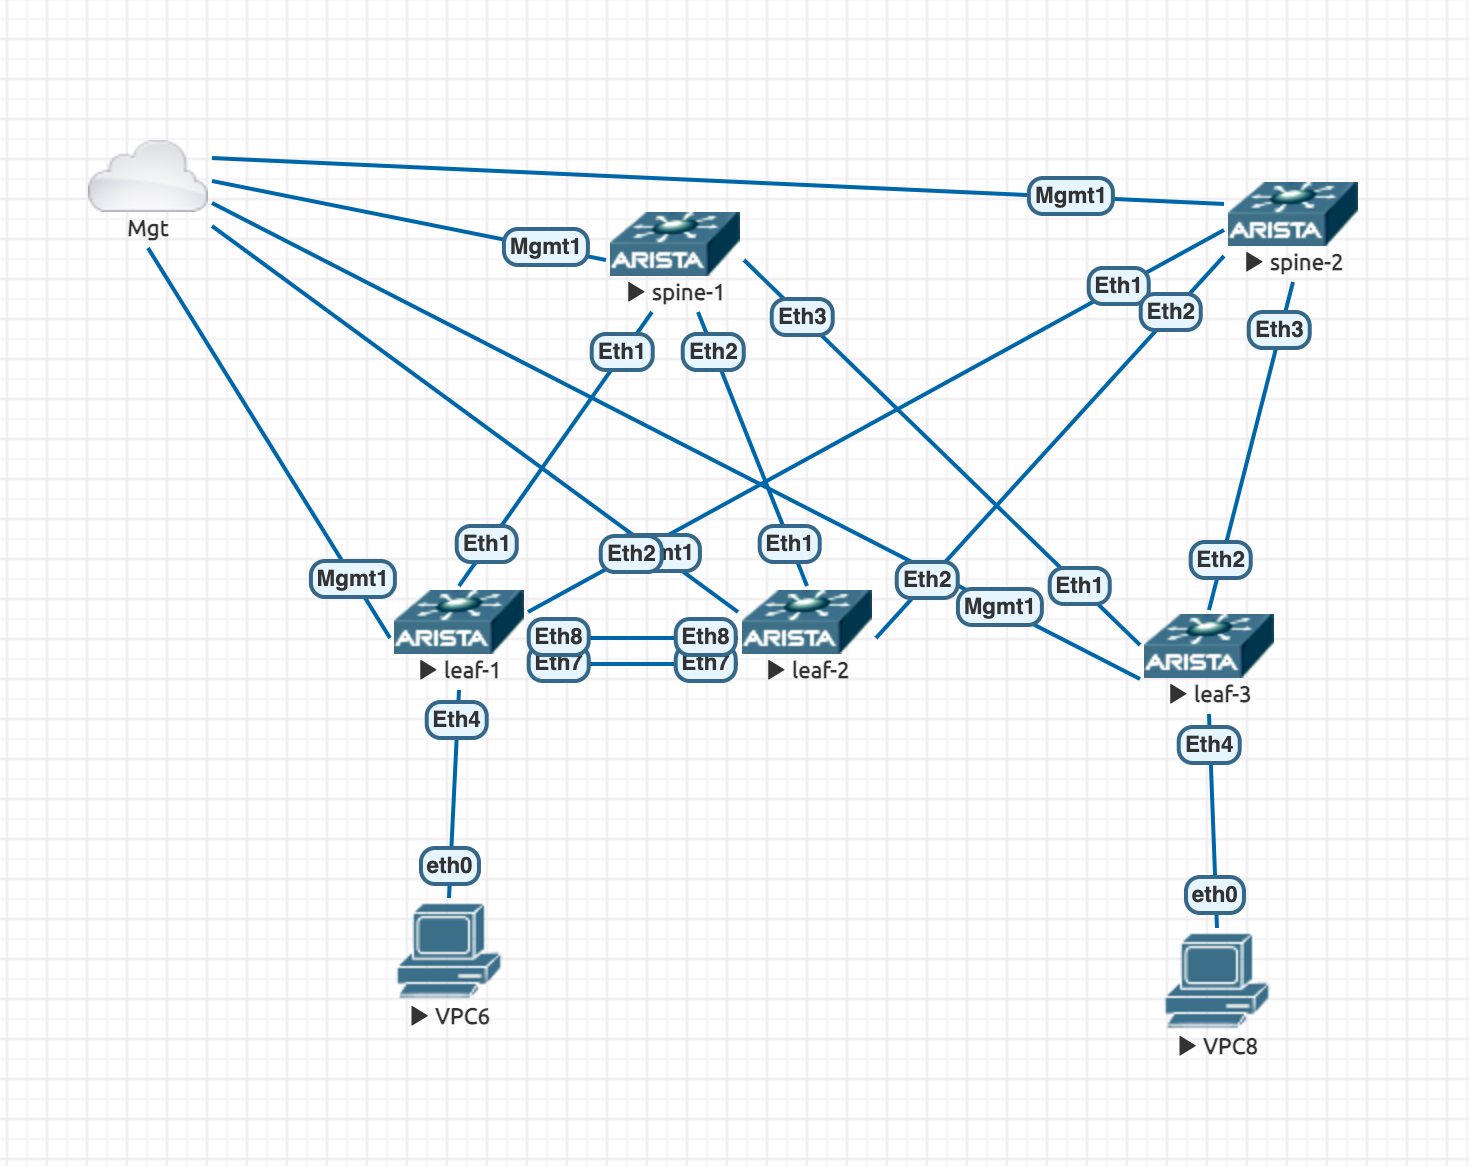 Mgmt1
ARISTA
spine-2
Mgt
Mgmt1
ARISTA
spine-1
Eth1
Eth2
Eth3
Eth3
Eth1
Eth2
Eth1
Eth2
mt1
Eth1
Eth2
Mgmt1
Eth2
Mgmt1
Eth1
ARISTA
leaf-1
Eth8
Eth8
Eth7
Eth7
ARISTA
leaf-2
ARISTA
leaf-3
Eth4
Eth4
eth0
eth0
VPC6
VPC8